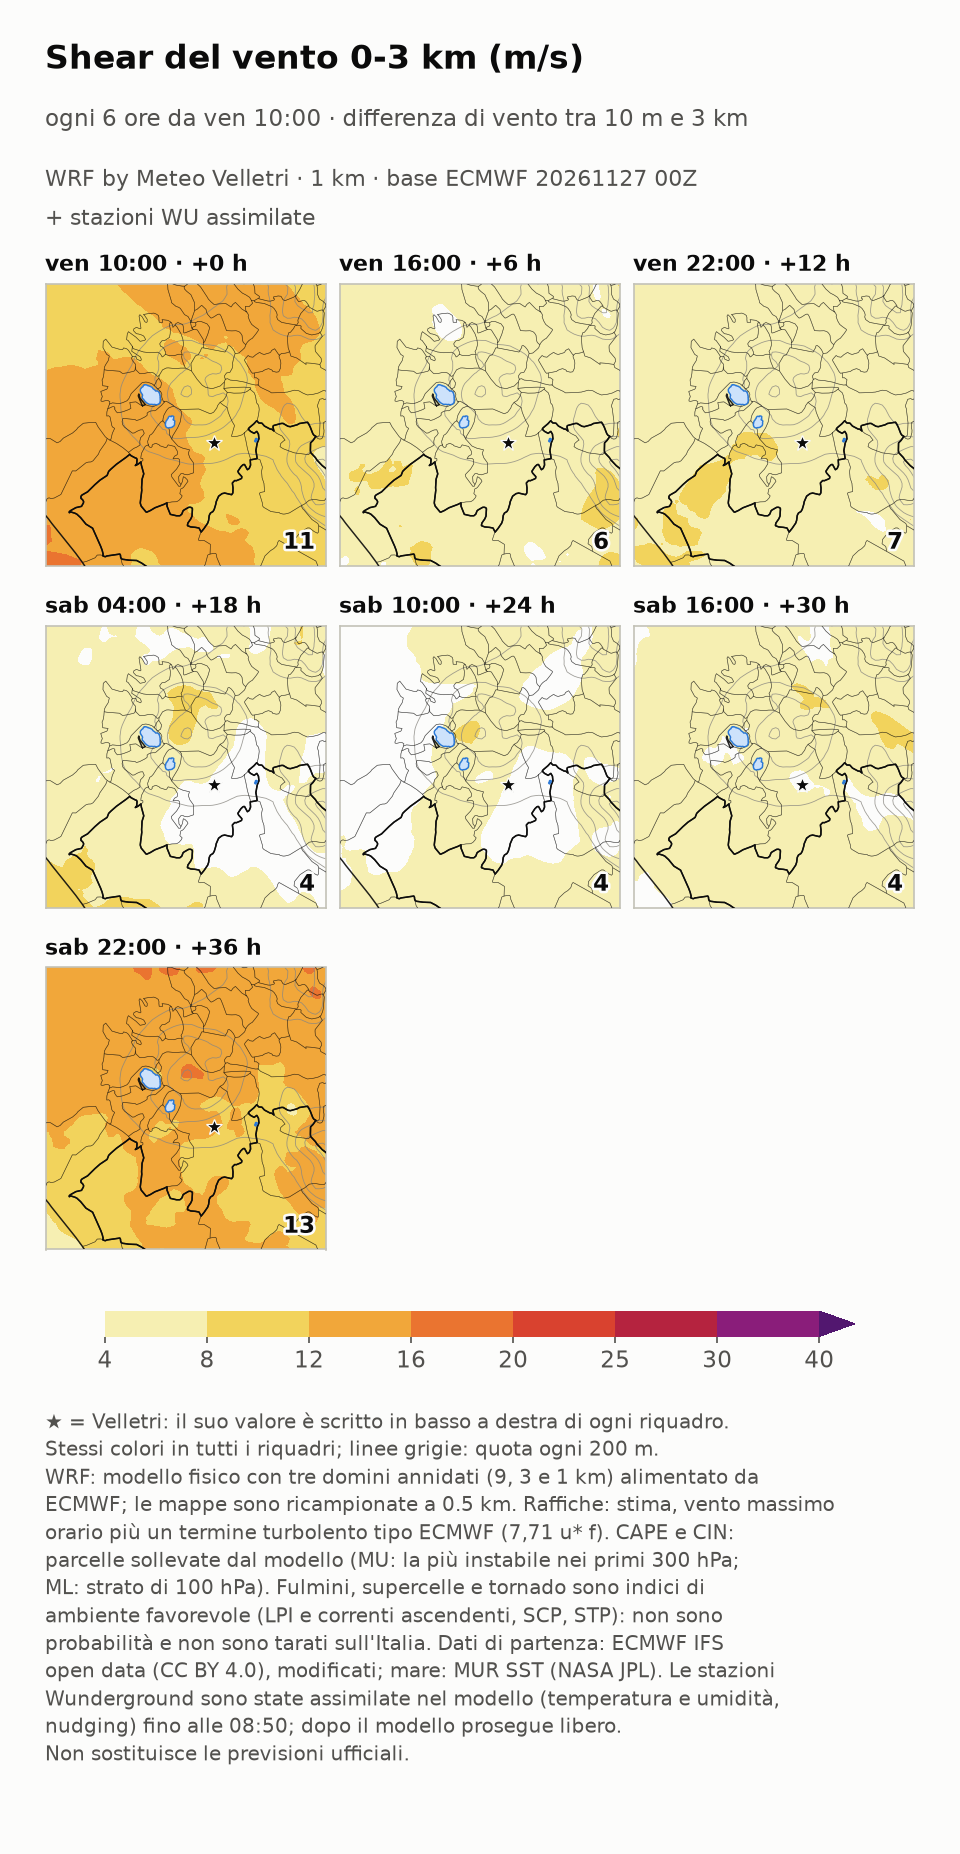 Shear del vento 0-3 km (m/s)
ogni 6 ore da ven 10:00 · differenza di vento tra 10 m e 3 km
WRF by Meteo Velletri · 1 km · base ECMWF 20261127 00Z
+ stazioni WU assimilate
ven 10:00 · +0 h
ven 16:00 · +6 h
ven 22:00 · +12 h
11
6
7
sab 04:00 · +18 h
sab 10:00 · +24 h
sab 16:00 · +30 h
4
4
4
sab 22:00 · +36 h
13
4 8 12 16 20 25 30 40
★ = Velletri: il suo valore è scritto in basso a destra di ogni riquadro.
Stessi colori in tutti i riquadri; linee grigie: quota ogni 200 m.
WRF: modello fisico con tre domini annidati (9, 3 e 1 km) alimentato da
ECMWF; le mappe sono ricampionate a 0.5 km. Raffiche: stima, vento massimo
orario più un termine turbolento tipo ECMWF (7,71 u* f). CAPE e CIN:
parcelle sollevate dal modello (MU: la più instabile nei primi 300 hPa;
ML: strato di 100 hPa). Fulmini, supercelle e tornado sono indici di
ambiente favorevole (LPI e correnti ascendenti, SCP, STP): non sono
probabilità e non sono tarati sull'Italia. Dati di partenza: ECMWF IFS
open data (CC BY 4.0), modificati; mare: MUR SST (NASA JPL). Le stazioni
Wunderground sono state assimilate nel modello (temperatura e umidità,
nudging) fino alle 08:50; dopo il modello prosegue libero.
Non sostituisce le previsioni ufficiali.